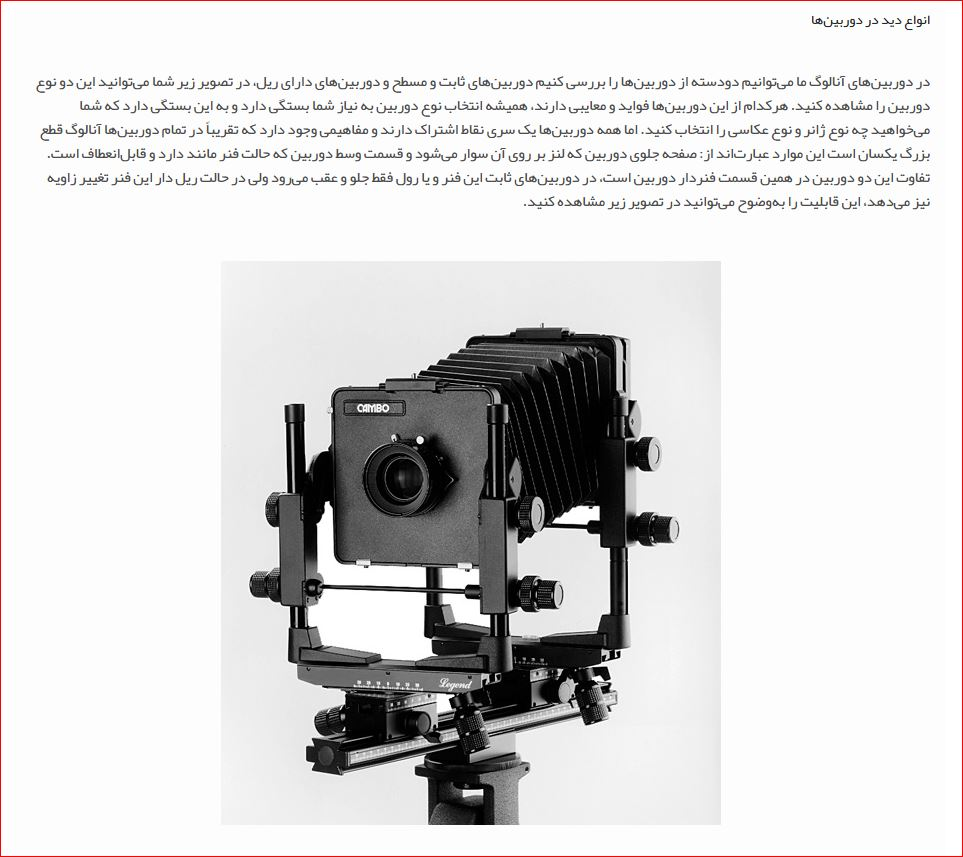 انواع دید در دوربین‌ها
در دوربین‌های آنالوگ ما می‌توانیم دودسته از دوربین‌ها را بررسی کنیم دوربین‌های ثابت و مسطح و دوربین‌های دارای ریل، در تصویر زیر شما می‌توانید این دو نوع
دوربین را مشاهده کنید. هرکدام از این دوربین‌ها فواید و معایبی دارند، همیشه انتخاب نوع دوربین به نیاز شما بستگی دارد و به این بستگی دارد که شما
می‌خواهید چه نوع ژانر و نوع عکاسی را انتخاب کنید. اما همه دوربین‌ها یک سری نقاط اشتراک دارند و مفاهیمی وجود دارد که تقریباً در تمام دوربین‌ها آنالوگ قطع
بزرگ یکسان است این موارد عبارت‌اند از: صفحه جلوی دوربین که لنز بر روی آن سوار می‌شود و قسمت وسط دوربین که حالت فنر مانند دارد و قابل‌انعطاف است.
تفاوت این دو دوربین در همین قسمت فنردار دوربین است، در دوربین‌های ثابت این فنر و یا رول فقط جلو و عقب می‌رود ولی در حالت ریل دار این فنر تغییر زاویه
نیز می‌دهد، این قابلیت را به‌وضوح می‌توانید در تصویر زیر مشاهده کنید.
CAMBO
Legend